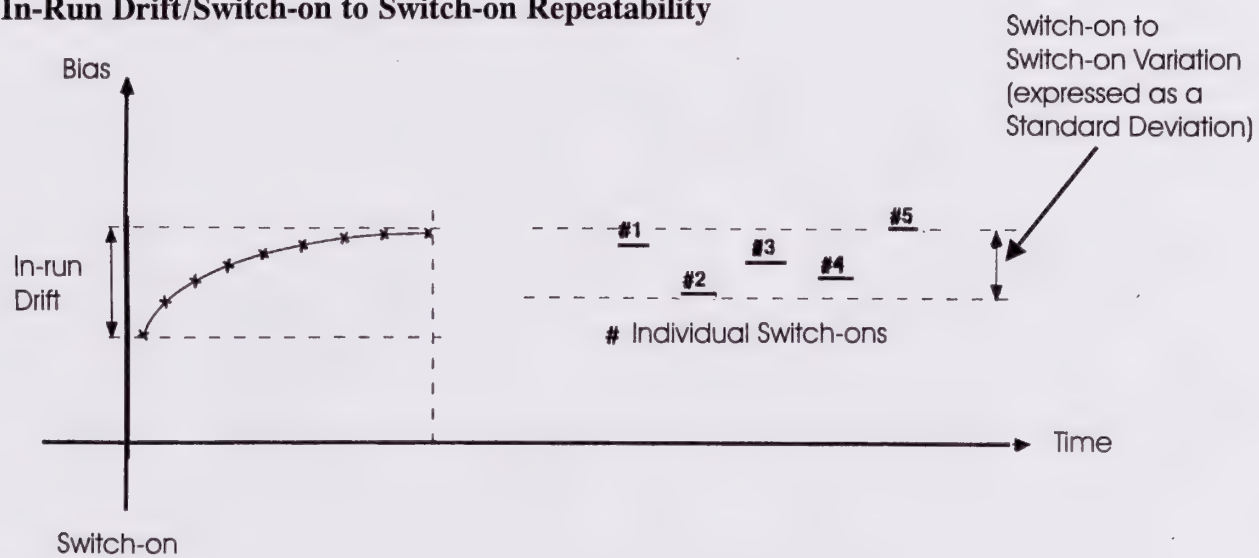 In-Run Drift/Switch-on to Switch-on Repeatability
Switch-on to
Switch-on Variation
(expressed as a
Standard Deviation)
Bias
#1
#2
#3
#4
#5
In-run
Drift
# Individual Switch-ons
Time
Switch-on